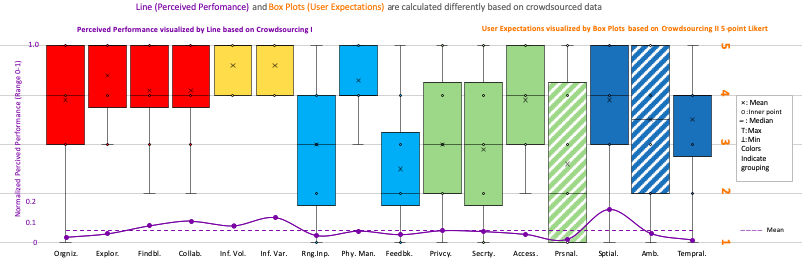 Line (Perceived Perfomance) and Box Plots (User Expectations) are calculated differently based on crowdsourced data
Perceived Performance visualized by Line based on Crowdsourcing I
User Expectations visualized by Box Plots based on Crowdsourcing II 5-point Likert
Normalized Percived Performance (Range 0-1)
1.0
0.2
0.1
0
5
4
3
2
1
×: Mean
o :Inner point
– : Median
T: Max
⊥: Min
Colors
Indicate
grouping
Mean
Orgniz. Explor. Findbl. Collab. Inf. Vol. Inf. Var. Rng.Inp. Phy. Man. Feedbk. Privcy. Secrty. Access. Prsnal. Sptial. Amb. Tempral.